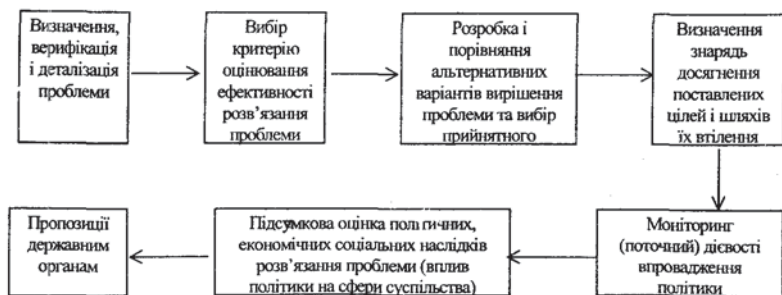 Визначення,
верифікація
і деталізація
проблеми
Вибір
критерію
оцінювання
ефективності
розв’язання
проблеми
Розробка і
порівняння
альтернативних
варіантів вирішення
проблеми та вибір
прийнятного
Визначення
знарядь
досягнення
поставлених
цілей і шляхів
їх втілення
Моніторинг
(поточний) дієвості
впровадження
політики
Підсумкова оцінка політичних,
економічних соціальних наслідків
розв’язання проблеми (вплив
політики на сфери суспільства)
Пропозиції
державним
органам